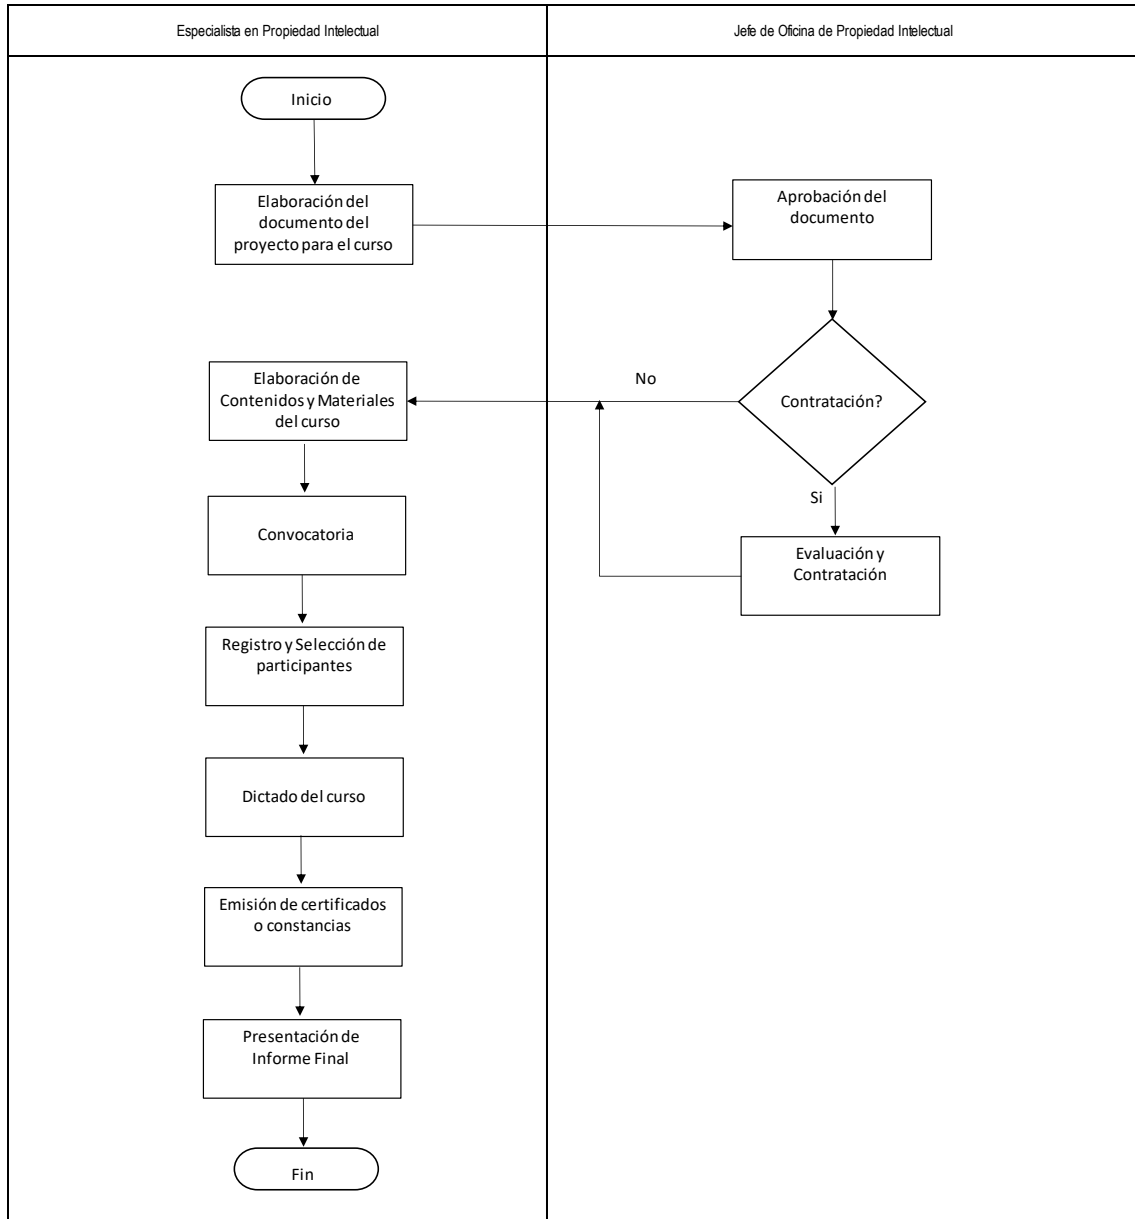 Especialista en Propiedad Intelectual
Jefe de Oficina de Propiedad Intelectual
Inicio
Elaboración del
documento del
proyecto para el curso
Aprobación del
documento
Contratación?
No
Si
Evaluación y
Contratación
Elaboración de
Contenidos y Materiales
del curso
Convocatoria
Registro y Selección de
participantes
Dictado del curso
Emisión de certificados
o constancias
Presentación de
Informe Final
Fin